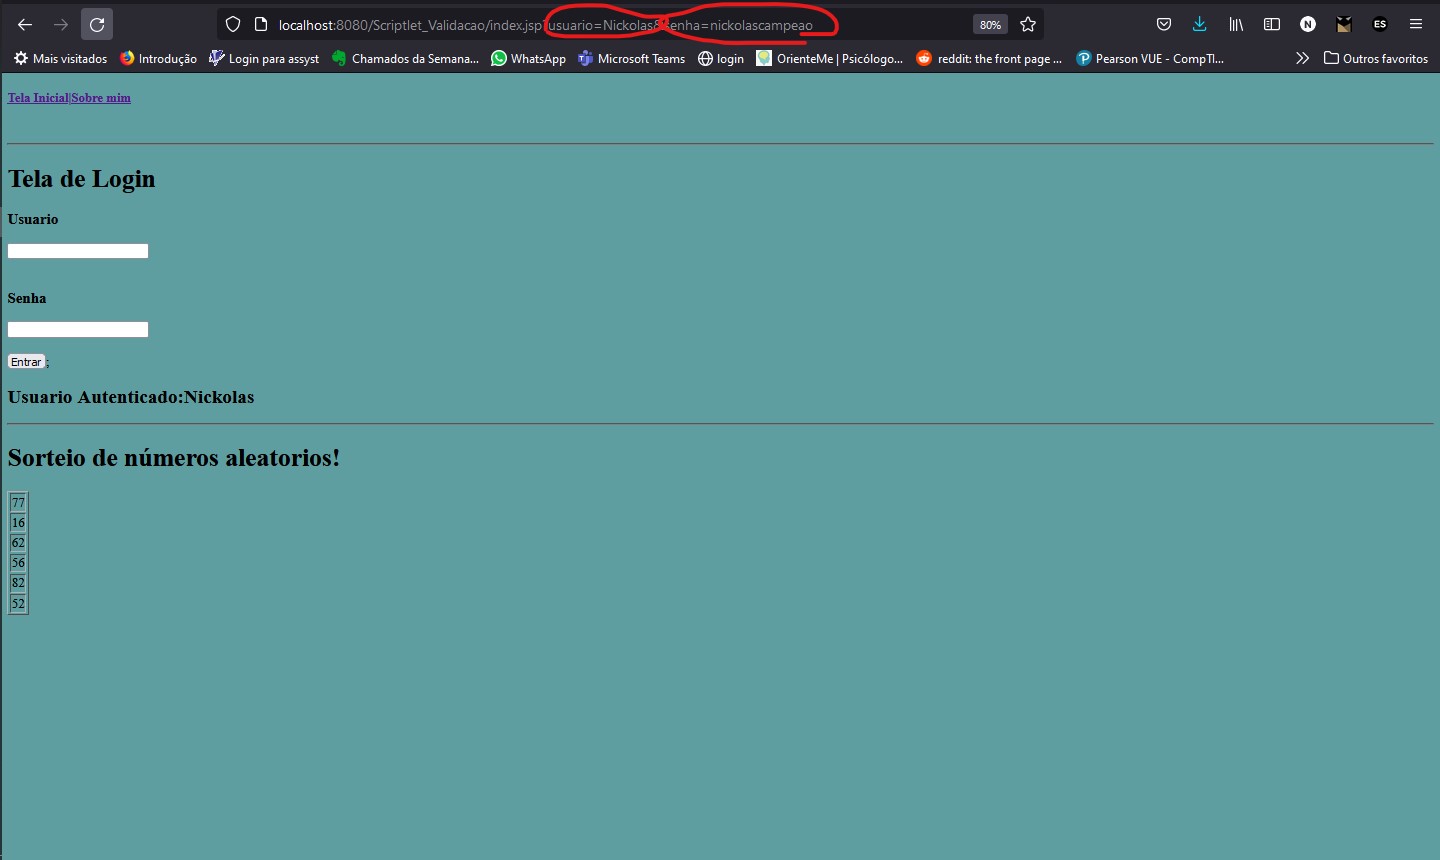 localhost:8080/Scriptlet_Validacao/index.jsp?usuario=Nickolas&senha=nickolascampeao
80%
N
ES
Mais visitados
Introdução
Login para assyst
Chamados da Semana...
WhatsApp
Microsoft Teams
login
OrienteMe | Psicólogo...
reddit: the front page ...
Pearson VUE - CompTI...
Outros favoritos
Tela Inicial|Sobre mim
Tela de Login
Usuario
Senha
Entrar;
Usuario Autenticado:Nickolas
Sorteio de números aleatorios!
77
16
62
56
82
52